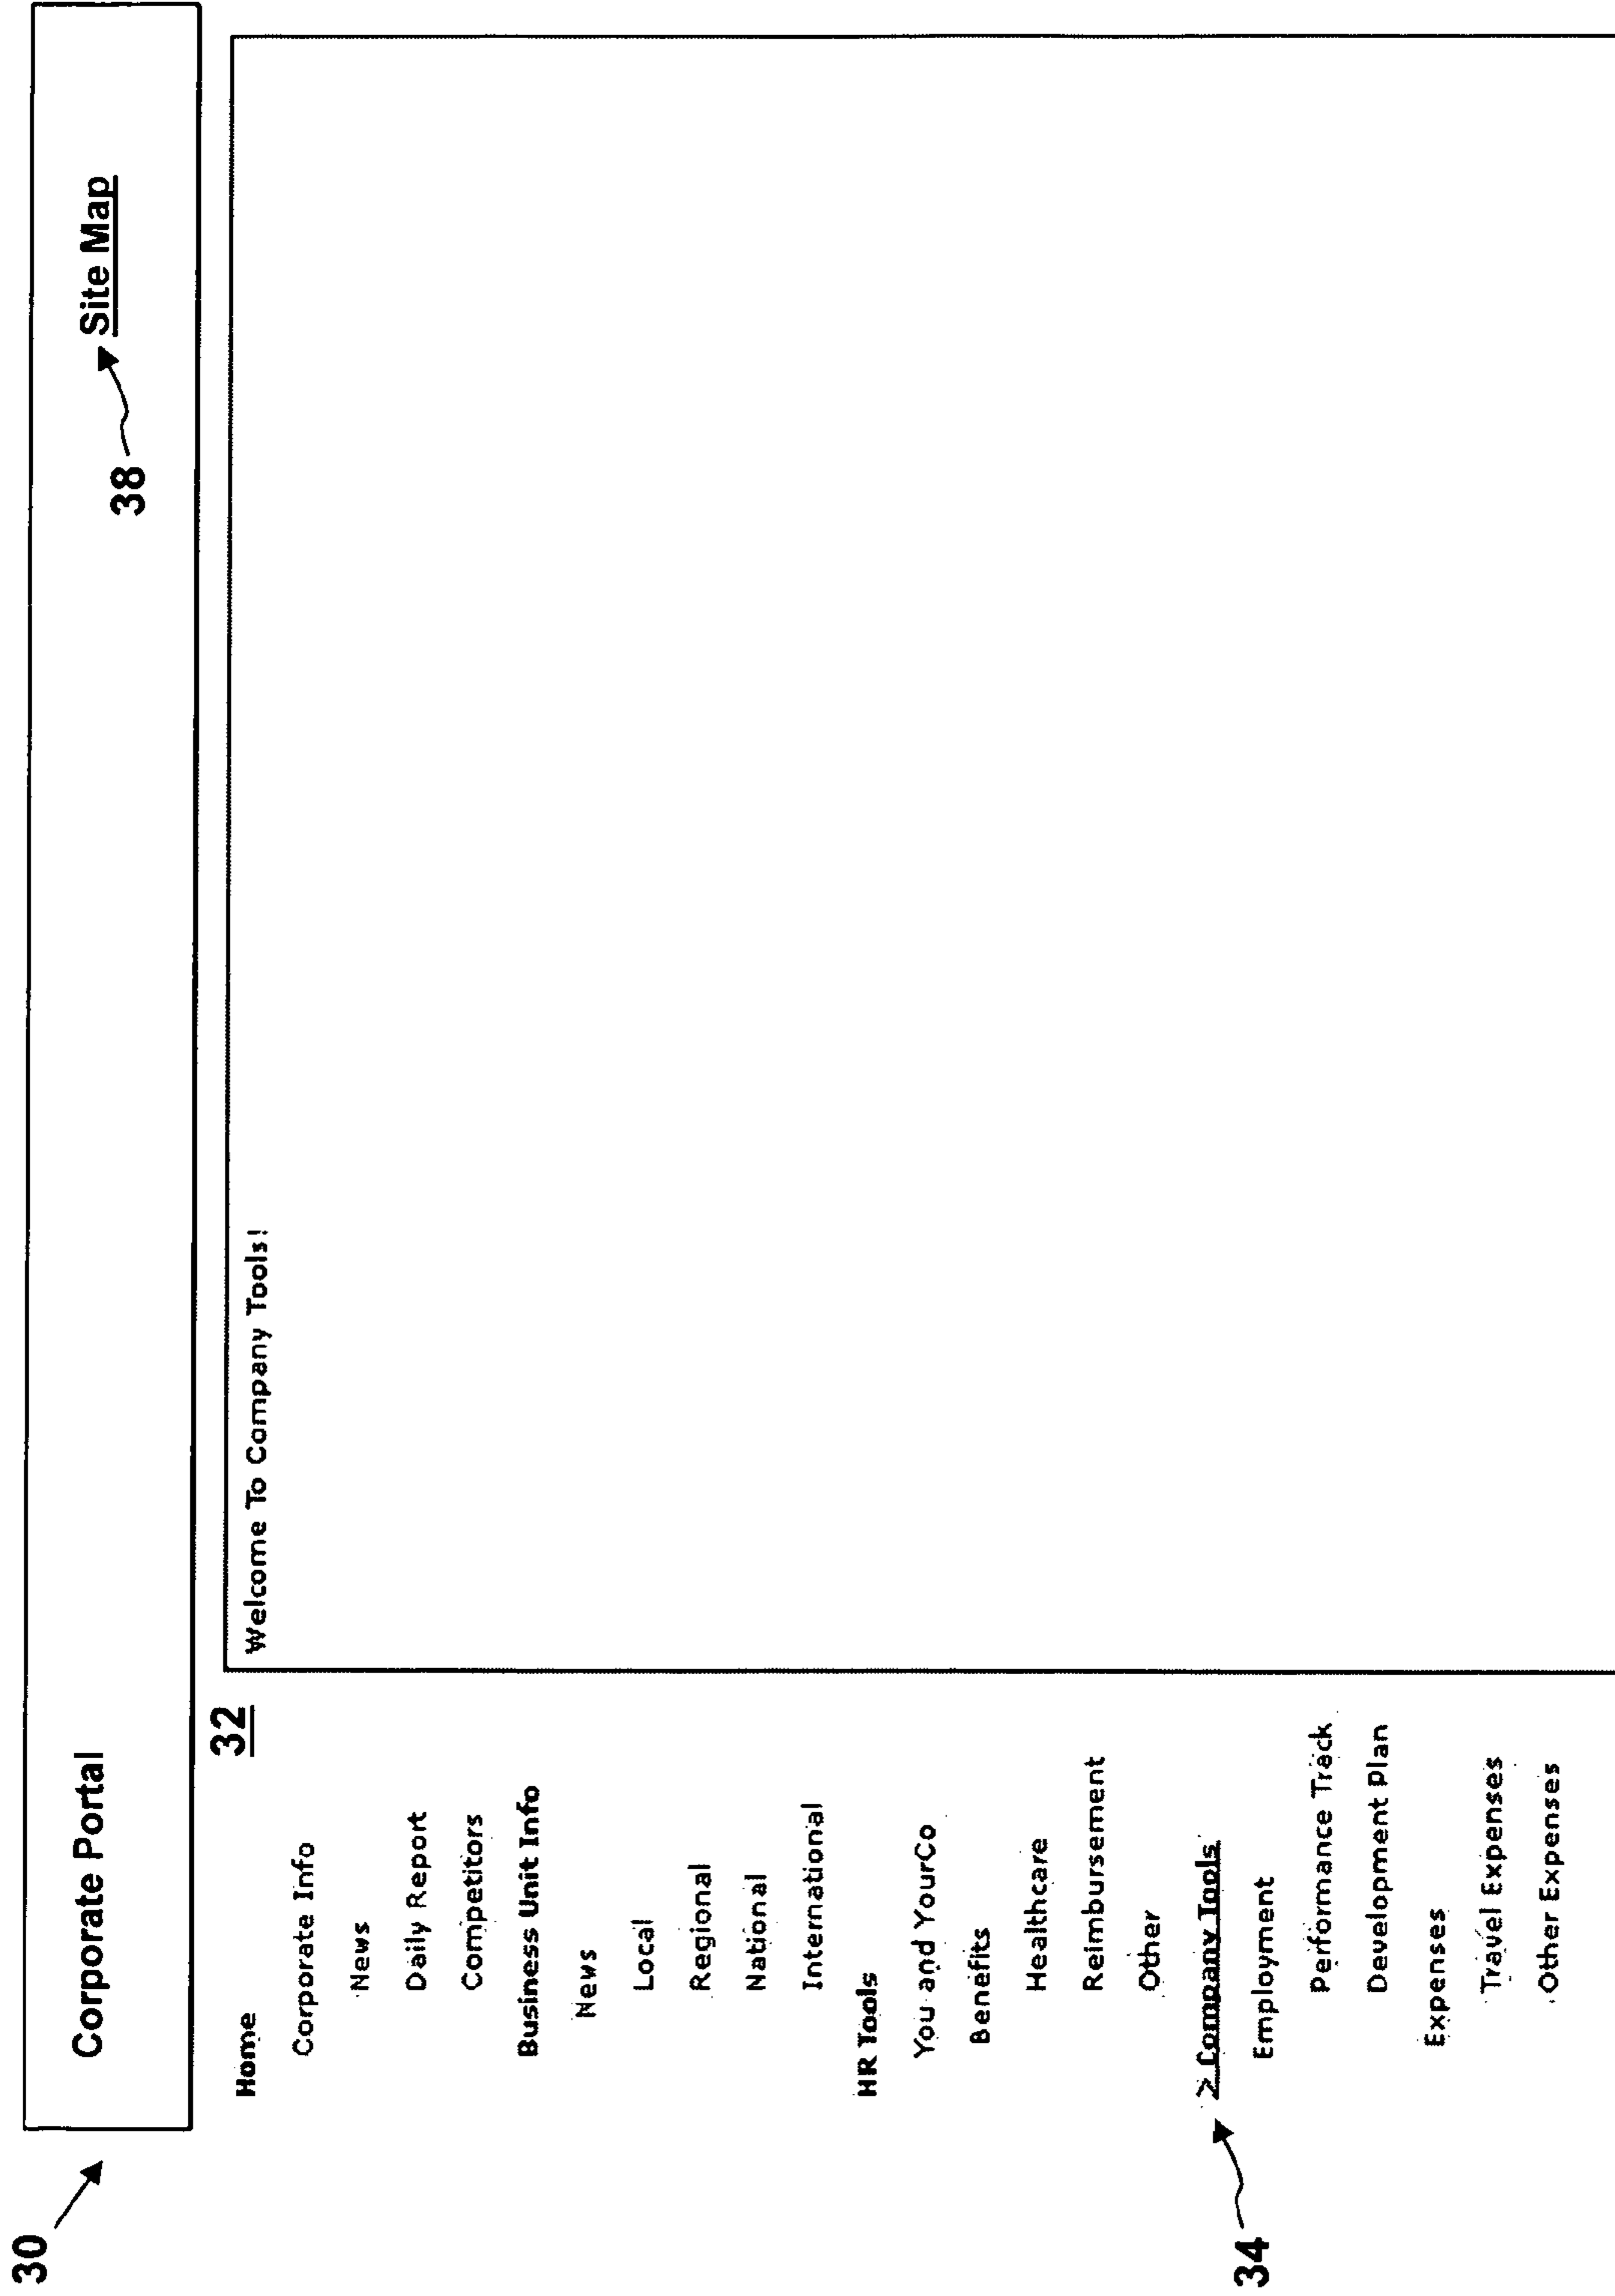 30
Corporate Portal
38
Site Map
32
Home
Corporate Info
News
Daily Report
Competitors
Business Unit Info
News
Local
Regional
National
International
HR Tools
You and YourCo
Benefits
Healthcare
Reimbursement
Other
34
> Company Tools
Employment
Performance Track
Development Plan
Expenses
Travel Expenses
Other Expenses
Welcome To Company Tools!